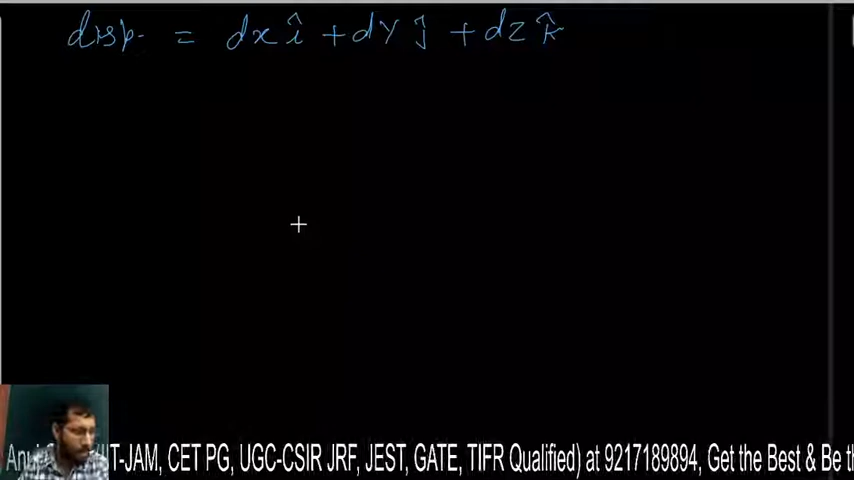 disp. = dx î + dy ĵ + dz k̂
IIT-JAM, CET PG, UGC-CSIR JRF, JEST, GATE, TIFR Qualified) at 9217189894, Get the Best & Be th